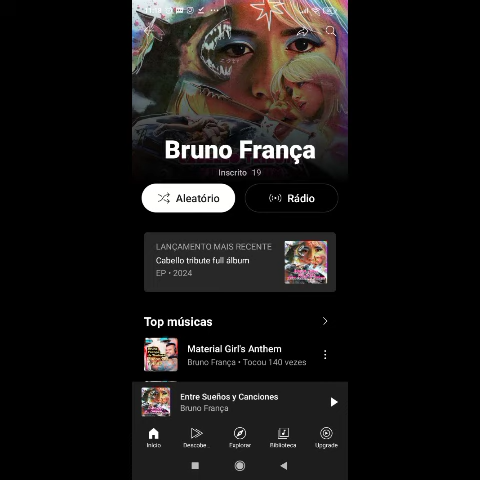 Bruno França
Inscrito 19
Aleatório
Rádio
LANÇAMENTO MAIS RECENTE
Cabello tribute full álbum
EP • 2024
Top músicas
Material Girl's Anthem
Bruno França • Tocou 140 vezes
Entre Sueños y Canciones
Bruno França
Início
Descobe...
Explorar
Biblioteca
Upgrade